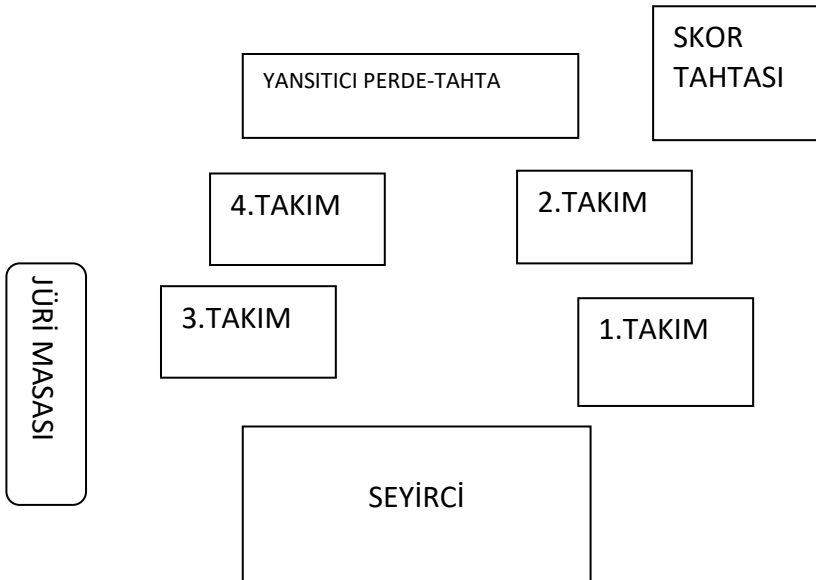 SKOR
TAHTASI
YANSITICI PERDE-TAHTA
4.TAKIM
2.TAKIM
JÜRİ MASASI
3.TAKIM
1.TAKIM
SEYİRCİ